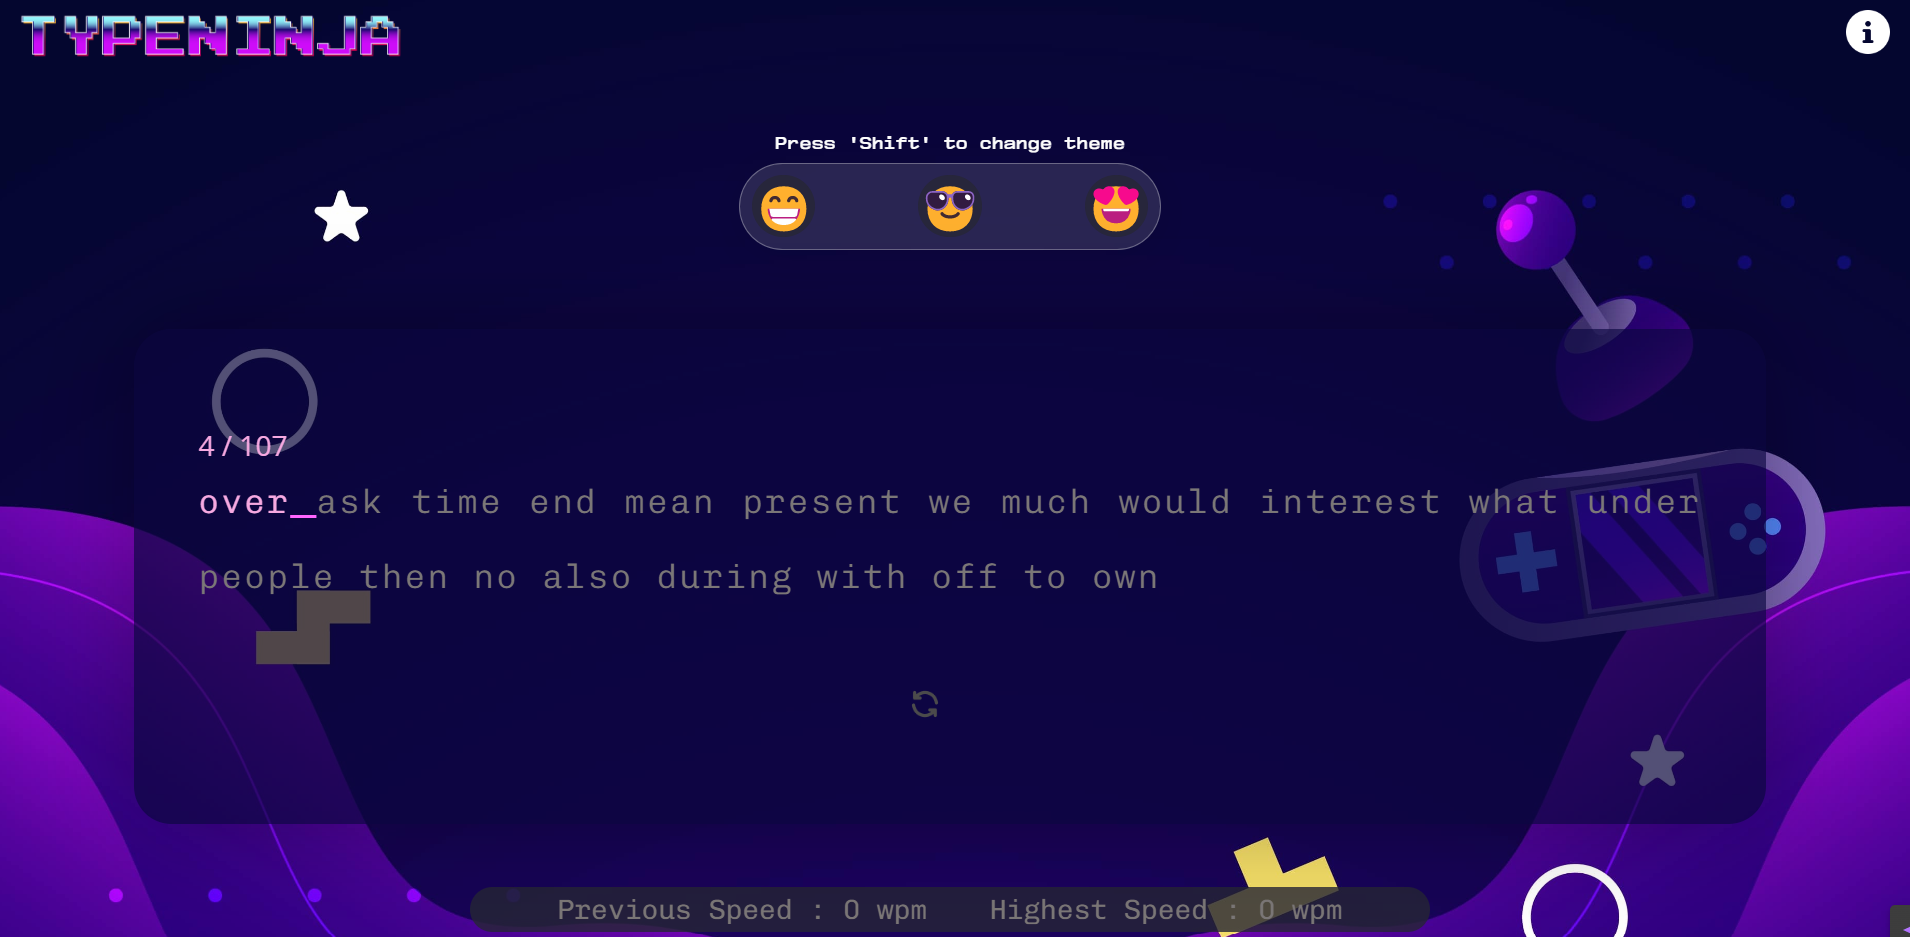 TYPENINJA
Press 'Shift' to change theme
4 / 107
over_ask time end mean present we much would interest what under
people then no also during with off to own
Previous Speed : 0 wpm Highest Speed : 0 wpm